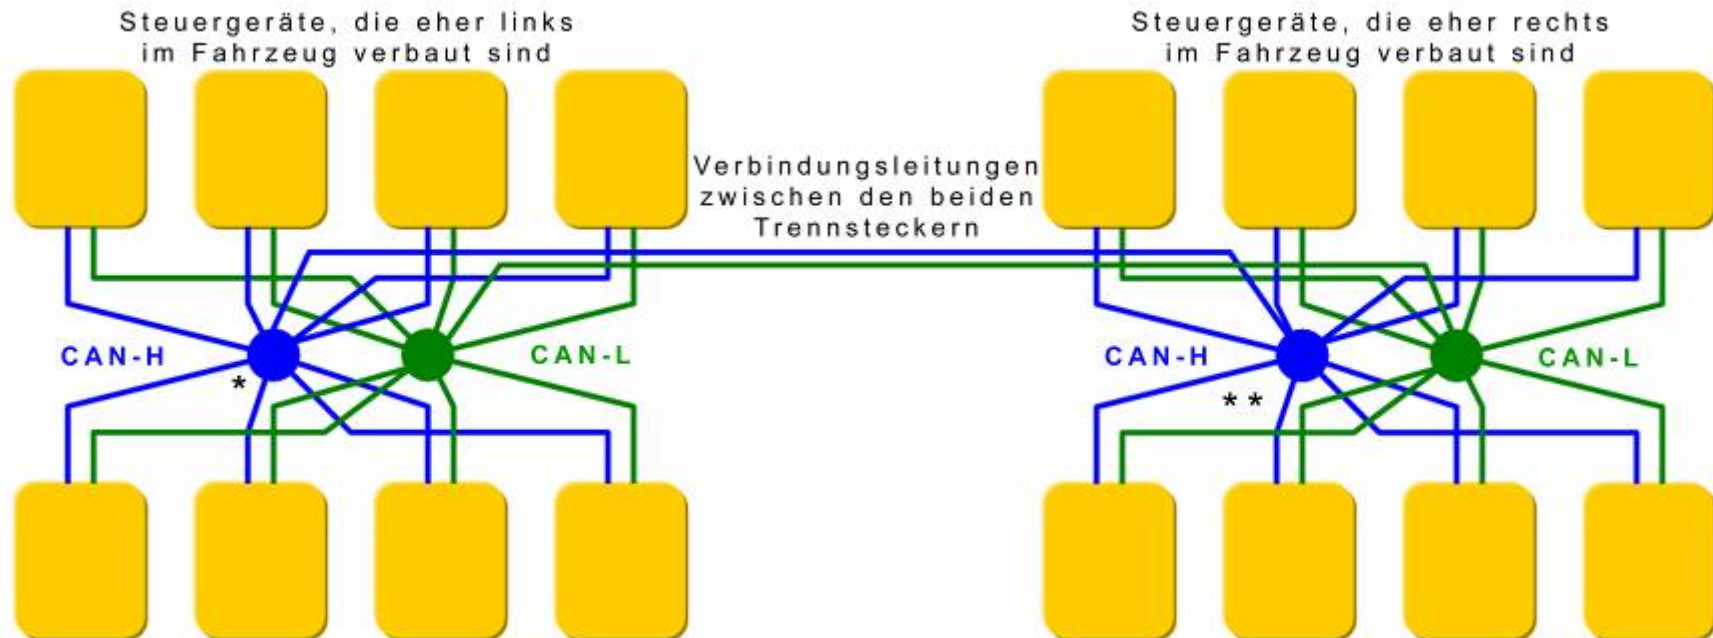 Steuergeräte, die eher links
im Fahrzeug verbaut sind
Steuergeräte, die eher rechts
im Fahrzeug verbaut sind
Verbindungsleitungen
zwischen den beiden
Trennsteckern
CAN-H
CAN-L
*
CAN-H
CAN-L
**